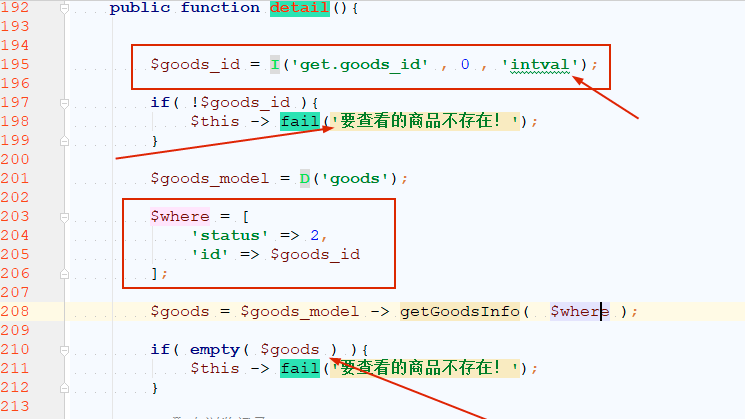 192 public function detail(){
193
194
195 $goods_id = I('get.goods_id' , 0 , 'intval');
196
197 if( !$goods_id ){
198 $this -> fail('要查看的商品不存在！');
199 }
200
201 $goods_model = D('goods');
202
203 $where = [
204 'status' => 2,
205 'id' => $goods_id
206 ];
207
208 $goods = $goods_model -> getGoodsInfo( $where );
209
210 if( empty( $goods ) ){
211 $this -> fail('要查看的商品不存在！');
212 }
213